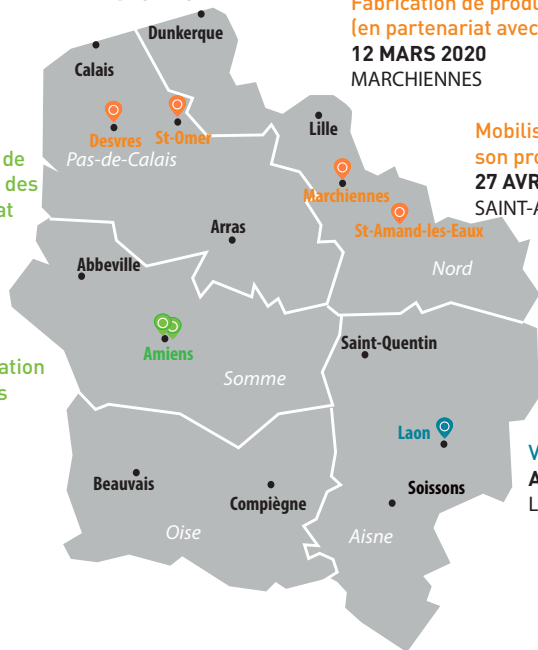 Fabrication de produ
(en partenariat avec
12 MARS 2020
MARCHIENNES
Dunkerque
Calais
Desvres
St-Omer
Lille
Mobilis
son pro
27 AVR
SAINT-A
de
Pas-de-Calais
des
at
Marchiennes
St-Amand-les-Eaux
Arras
Nord
Abbeville
Amiens
Saint-Quentin
ation
s
Somme
Laon
V
A
L
Beauvais
Compiègne
Soissons
Oise
Aisne